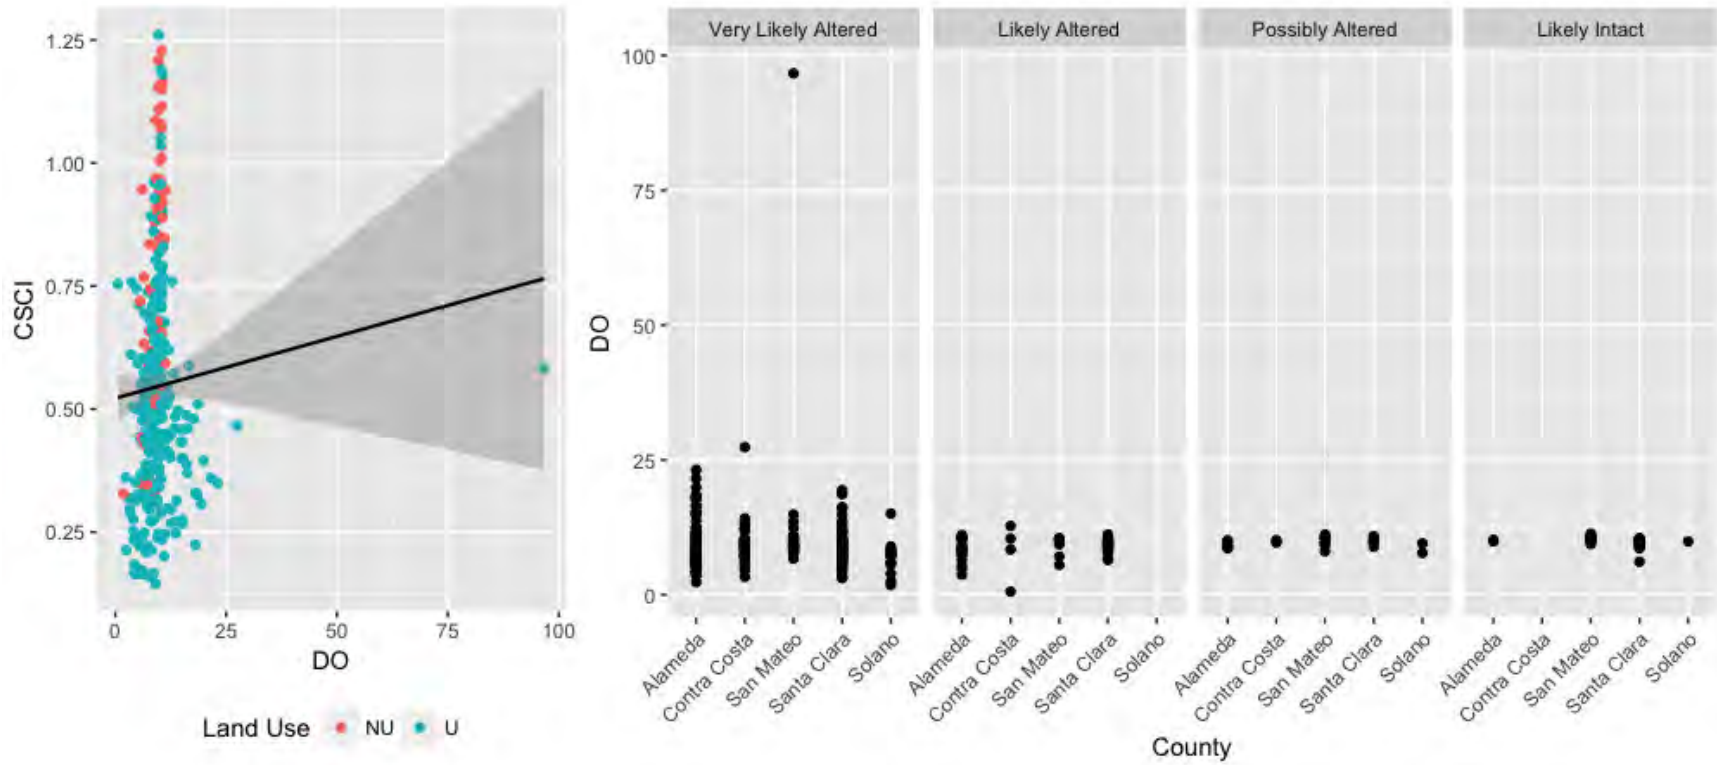 1.25
1.00
0.75
0.50
0.25
CSCI
0 25 50 75 100
DO
Land Use NU U
Very Likely Altered Likely Altered Possibly Altered Likely Intact
100
75
50
25
0
DO
Alameda Contra Costa San Mateo Santa Clara Solano Alameda Contra Costa San Mateo Santa Clara Solano Alameda Contra Costa San Mateo Santa Clara Solano Alameda Contra Costa San Mateo Santa Clara Solano
County